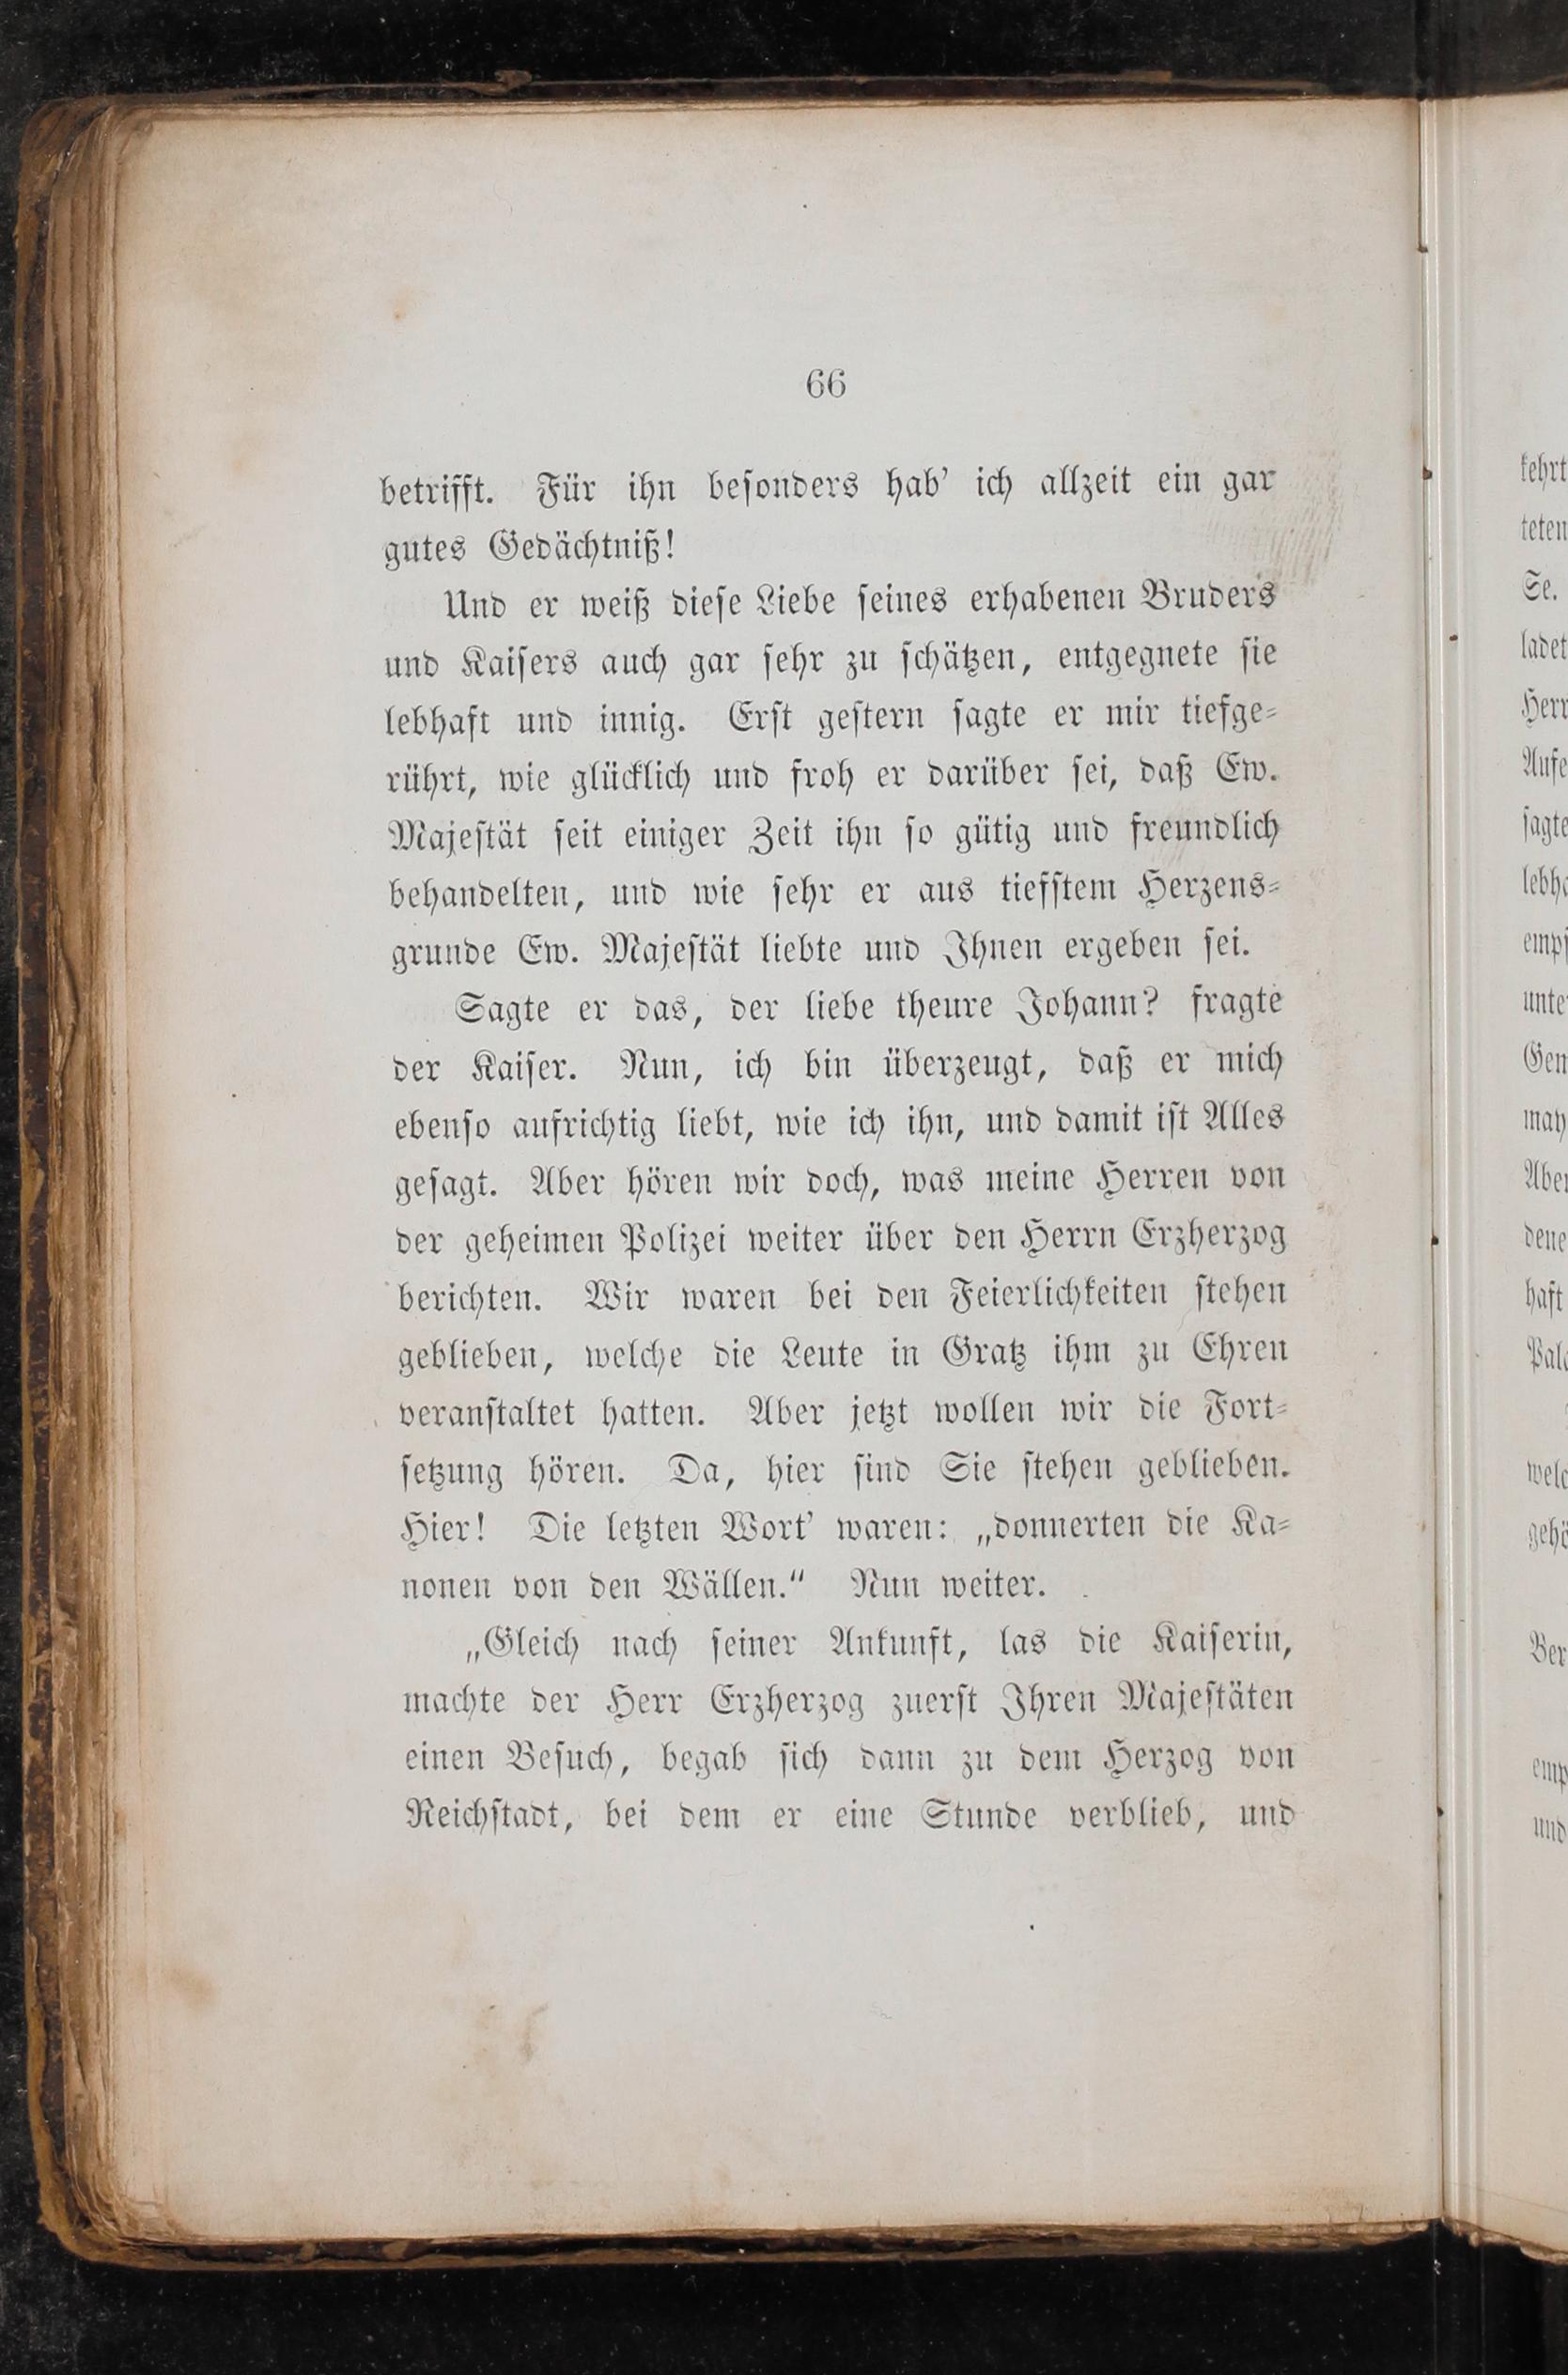 66
betrifft. Für ihn besonders hab' ich allzeit ein gar
gutes Gedächtniß!
Und er weiß diese Liebe seines erhabenen Bruders
und Kaisers auch gar sehr zu schätzen, entgegnete sie
lebhaft und innig. Erst gestern sagte er mir tiefge-
rührt, wie glücklich und froh er darüber sei, daß Ew.
Majestät seit einiger Zeit ihn so gütig und freundlich
behandelten, und wie sehr er aus tiefstem Herzens-
grunde Ew. Majestät liebte und Ihnen ergeben sei.
Sagte er das, der liebe theure Johann? fragte
der Kaiser. Nun, ich bin überzeugt, daß er mich
ebenso aufrichtig liebt, wie ich ihn, und damit ist Alles
gesagt. Aber hören wir doch, was meine Herren von
der geheimen Polizei weiter über den Herrn Erzherzog
berichten. Wir waren bei den Feierlichkeiten stehen
geblieben, welche die Leute in Gratz ihm zu Ehren
veranstaltet hatten. Aber jetzt wollen wir die Fort-
setzung hören. Da, hier sind Sie stehen geblieben.
Hier! Die letzten Wort' waren: „donnerten die Ka-
nonen von den Wällen.“ Nun weiter.
„Gleich nach seiner Ankunft, las die Kaiserin,
machte der Herr Erzherzog zuerst Ihren Majestäten
einen Besuch, begab sich dann zu dem Herzog von
Reichstadt, bei dem er eine Stunde verblieb, und